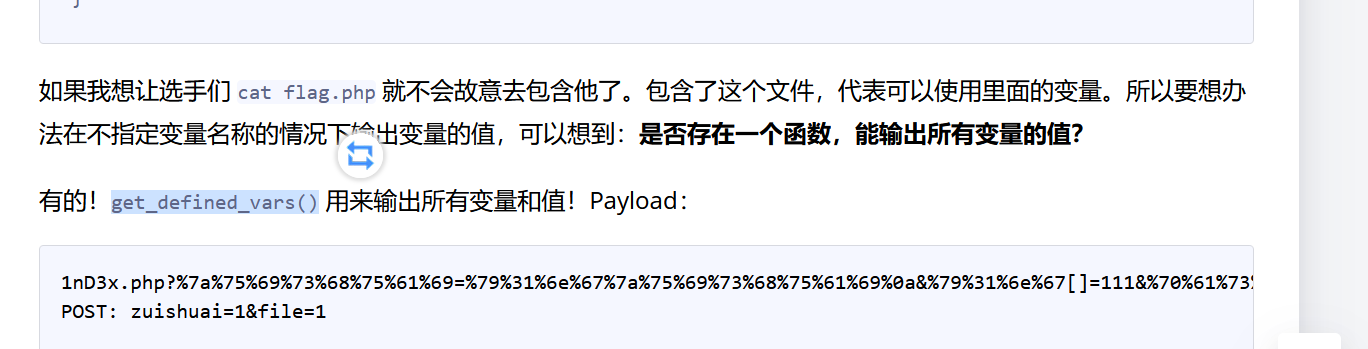 }
如果我想让选手们 cat flag.php 就不会故意去包含他了。包含了这个文件，代表可以使用里面的变量。所以要想办
法在不指定变量名称的情况下输出变量的值，可以想到：是否存在一个函数，能输出所有变量的值？
有的！get_defined_vars() 用来输出所有变量和值！Payload：
1nD3x.php?%7a%75%69%73%68%75%61%69=%79%31%6e%67%7a%75%69%73%68%75%61%69%0a&%79%31%6e%67[]=111&%70%61%73%
POST: zuishuai=1&file=1